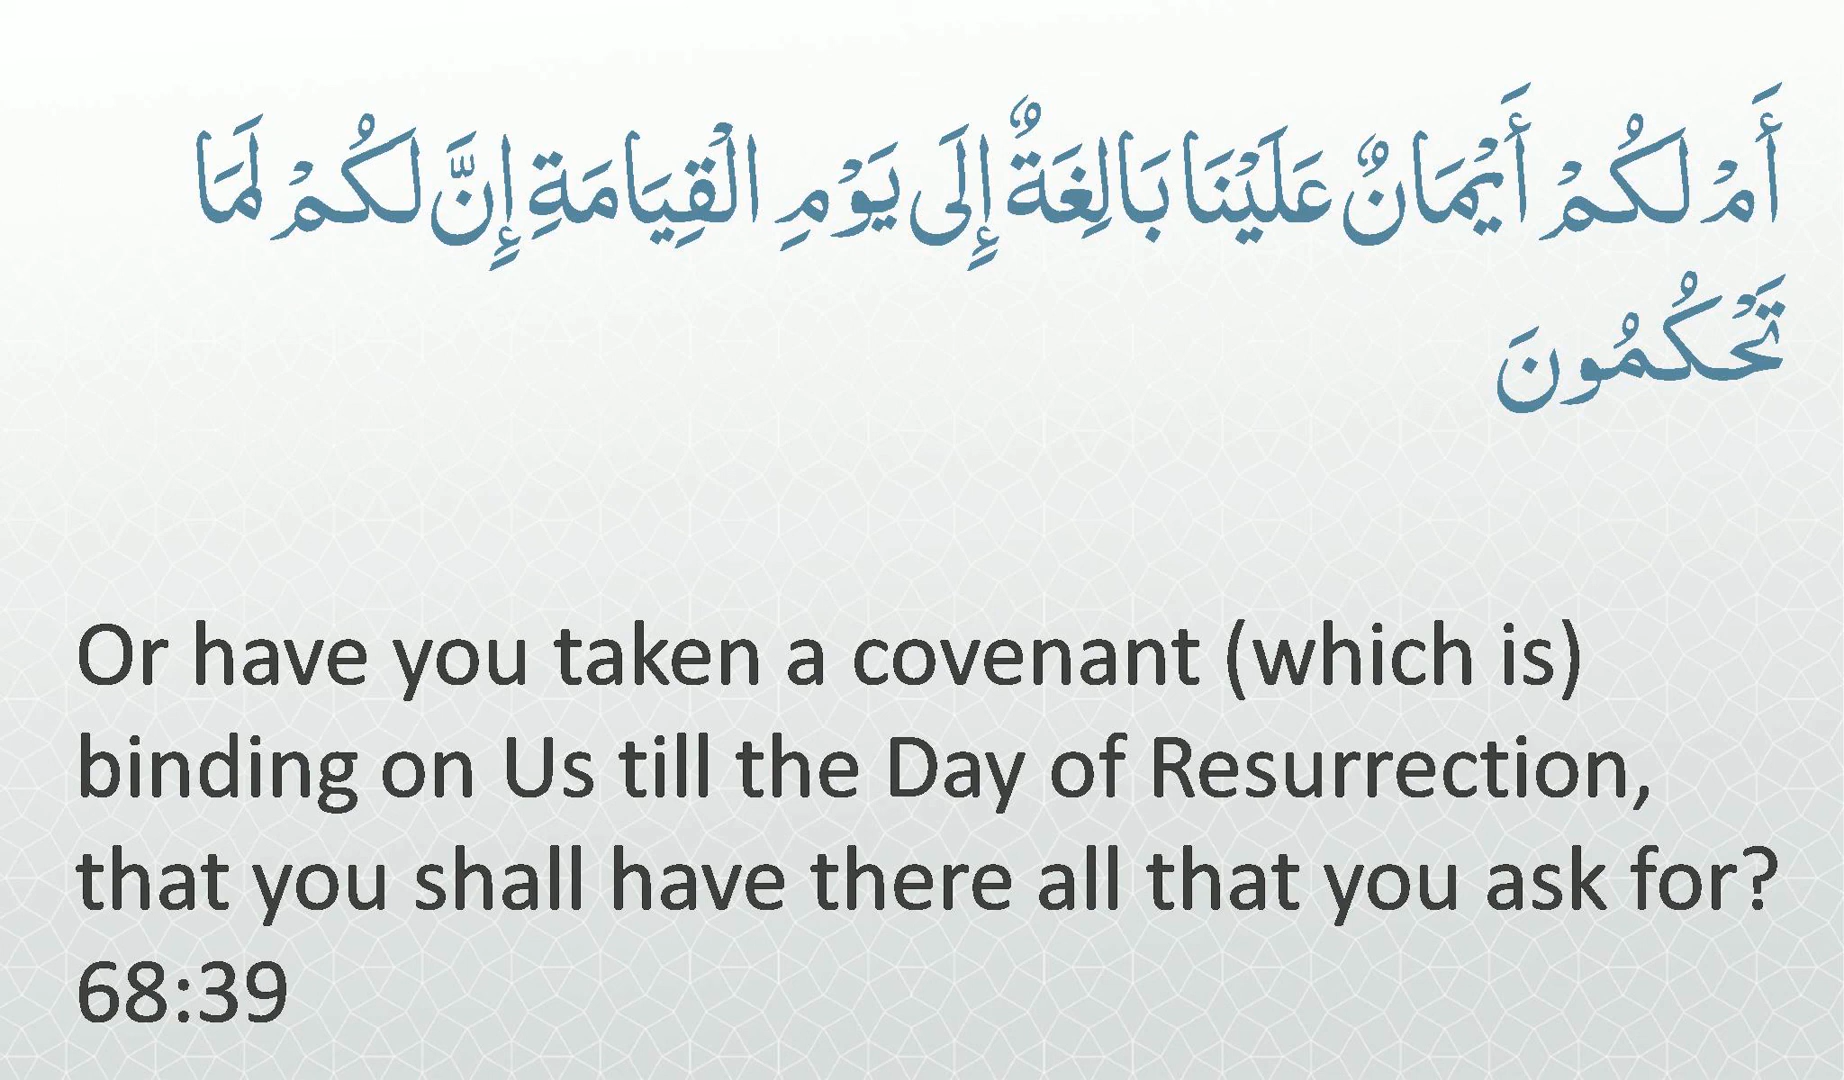 أَمْ لَكُمْ أَيْمَانٌ عَلَيْنَا بَالِغَةٌ إِلَى يَوْمِ الْقِيَامَةِ إِنَّ لَكُمْ لَمَا
تَحْكُمُونَ
Or have you taken a covenant (which is)
binding on Us till the Day of Resurrection,
that you shall have there all that you ask for?
68:39